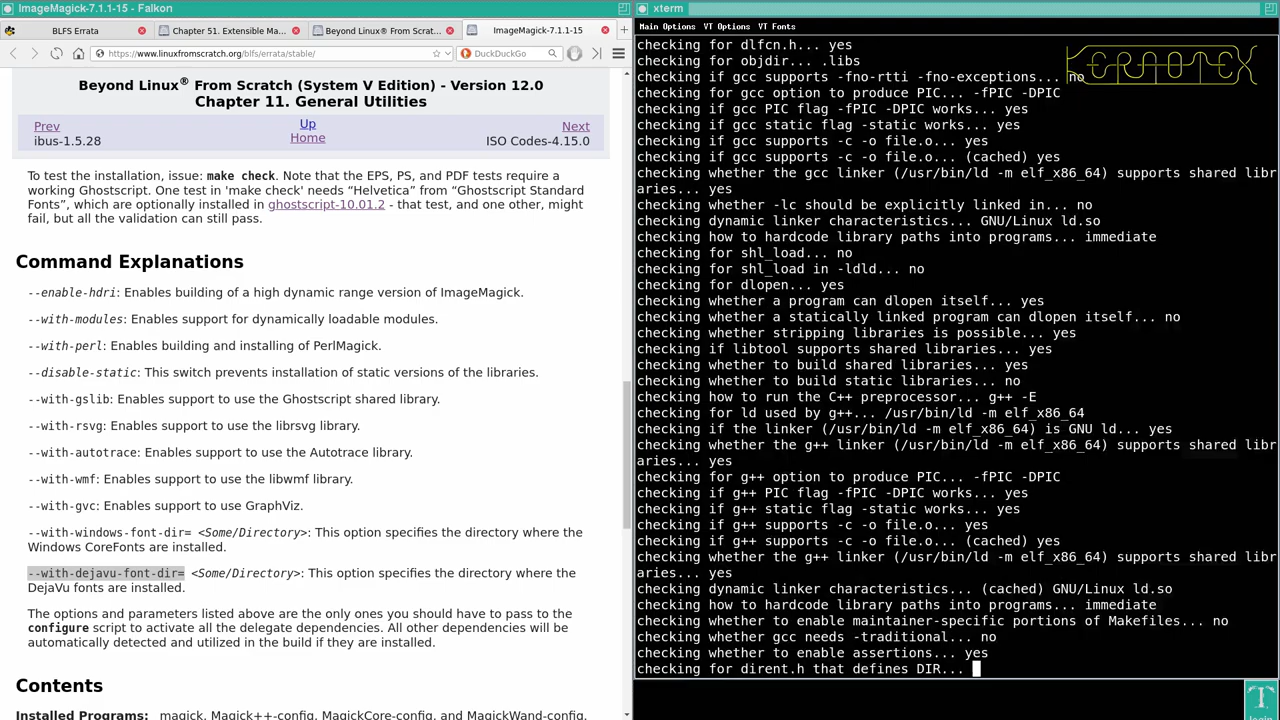 ImageMagick-7.1.1-15 - Falkon
BLFS Errata
Chapter 51. Extensible Ma...
Beyond Linux® From Scrat...
ImageMagick-7.1.1-15
https://www.linuxfromscratch.org/blfs/errata/stable/
DuckDuckGo
Beyond Linux® From Scratch (System V Edition) - Version 12.0
Chapter 11. General Utilities
Prev
ibus-1.5.28
Up
Home
Next
ISO Codes-4.15.0
To test the installation, issue: make check. Note that the EPS, PS, and PDF tests require a
working Ghostscript. One test in 'make check' needs “Helvetica” from “Ghostscript Standard
Fonts”, which are optionally installed in ghostscript-10.01.2 - that test, and one other, might
fail, but all the validation can still pass.
Command Explanations
--enable-hdri: Enables building of a high dynamic range version of ImageMagick.
--with-modules: Enables support for dynamically loadable modules.
--with-perl: Enables building and installing of PerlMagick.
--disable-static: This switch prevents installation of static versions of the libraries.
--with-gslib: Enables support to use the Ghostscript shared library.
--with-rsvg: Enables support to use the librsvg library.
--with-autotrace: Enables support to use the Autotrace library.
--with-wmf: Enables support to use the libwmf library.
--with-gvc: Enables support to use GraphViz.
--with-windows-font-dir= <Some/Directory>: This option specifies the directory where the
Windows CoreFonts are installed.
--with-dejavu-font-dir= <Some/Directory>: This option specifies the directory where the
DejaVu fonts are installed.
The options and parameters listed above are the only ones you should have to pass to the
configure script to activate all the delegate dependencies. All other dependencies will be
automatically detected and utilized in the build if they are installed.
Contents
Installed Programs: magick, Magick++-config, MagickCore-config, and MagickWand-config,
xterm
Main Options VT Options VT Fonts
checking for dlfcn.h... yes
checking for objdir... .libs
checking if gcc supports -fno-rtti -fno-exceptions... no
checking for gcc option to produce PIC... -fPIC -DPIC
checking if gcc PIC flag -fPIC -DPIC works... yes
checking if gcc static flag -static works... yes
checking if gcc supports -c -o file.o... yes
checking if gcc supports -c -o file.o... (cached) yes
checking whether the gcc linker (/usr/bin/ld -m elf_x86_64) supports shared libr
aries... yes
checking whether -lc should be explicitly linked in... no
checking dynamic linker characteristics... GNU/Linux ld.so
checking how to hardcode library paths into programs... immediate
checking for shl_load... no
checking for shl_load in -ldld... no
checking for dlopen... yes
checking whether a program can dlopen itself... yes
checking whether a statically linked program can dlopen itself... no
checking whether stripping libraries is possible... yes
checking if libtool supports shared libraries... yes
checking whether to build shared libraries... yes
checking whether to build static libraries... no
checking how to run the C++ preprocessor... g++ -E
checking for ld used by g++... /usr/bin/ld -m elf_x86_64
checking if the linker (/usr/bin/ld -m elf_x86_64) is GNU ld... yes
checking whether the g++ linker (/usr/bin/ld -m elf_x86_64) supports shared libr
aries... yes
checking for g++ option to produce PIC... -fPIC -DPIC
checking if g++ PIC flag -fPIC -DPIC works... yes
checking if g++ static flag -static works... yes
checking if g++ supports -c -o file.o... yes
checking if g++ supports -c -o file.o... (cached) yes
checking whether the g++ linker (/usr/bin/ld -m elf_x86_64) supports shared libr
aries... yes
checking dynamic linker characteristics... (cached) GNU/Linux ld.so
checking how to hardcode library paths into programs... immediate
checking whether to enable maintainer-specific portions of Makefiles... no
checking whether gcc needs -traditional... no
checking whether to enable assertions... yes
checking for dirent.h that defines DIR...
login